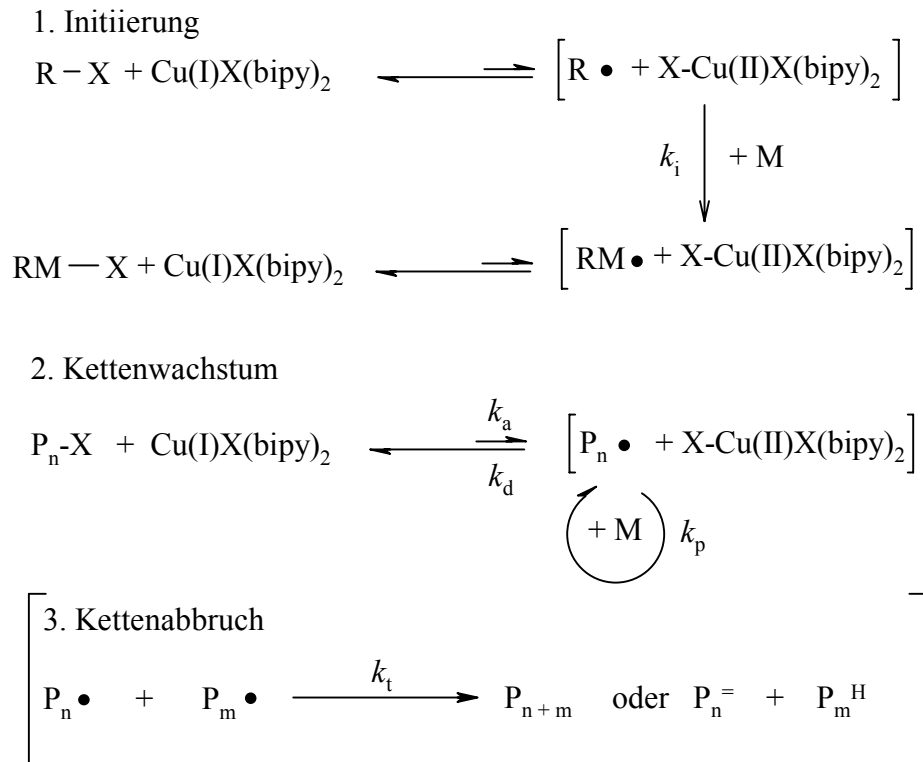 1. Initiierung
R – X + Cu(I)X(bipy)₂ [R • + X-Cu(II)X(bipy)₂]
kᵢ + M
RM — X + Cu(I)X(bipy)₂ [RM • + X-Cu(II)X(bipy)₂]
2. Kettenwachstum
kₐ
Pₙ-X + Cu(I)X(bipy)₂ [Pₙ • + X-Cu(II)X(bipy)₂]
k_d
+ M kₚ
3. Kettenabbruch
kₜ
Pₙ • + Pₘ • Pₙ ₊ ₘ oder Pₙ⁼ + Pₘᴴ